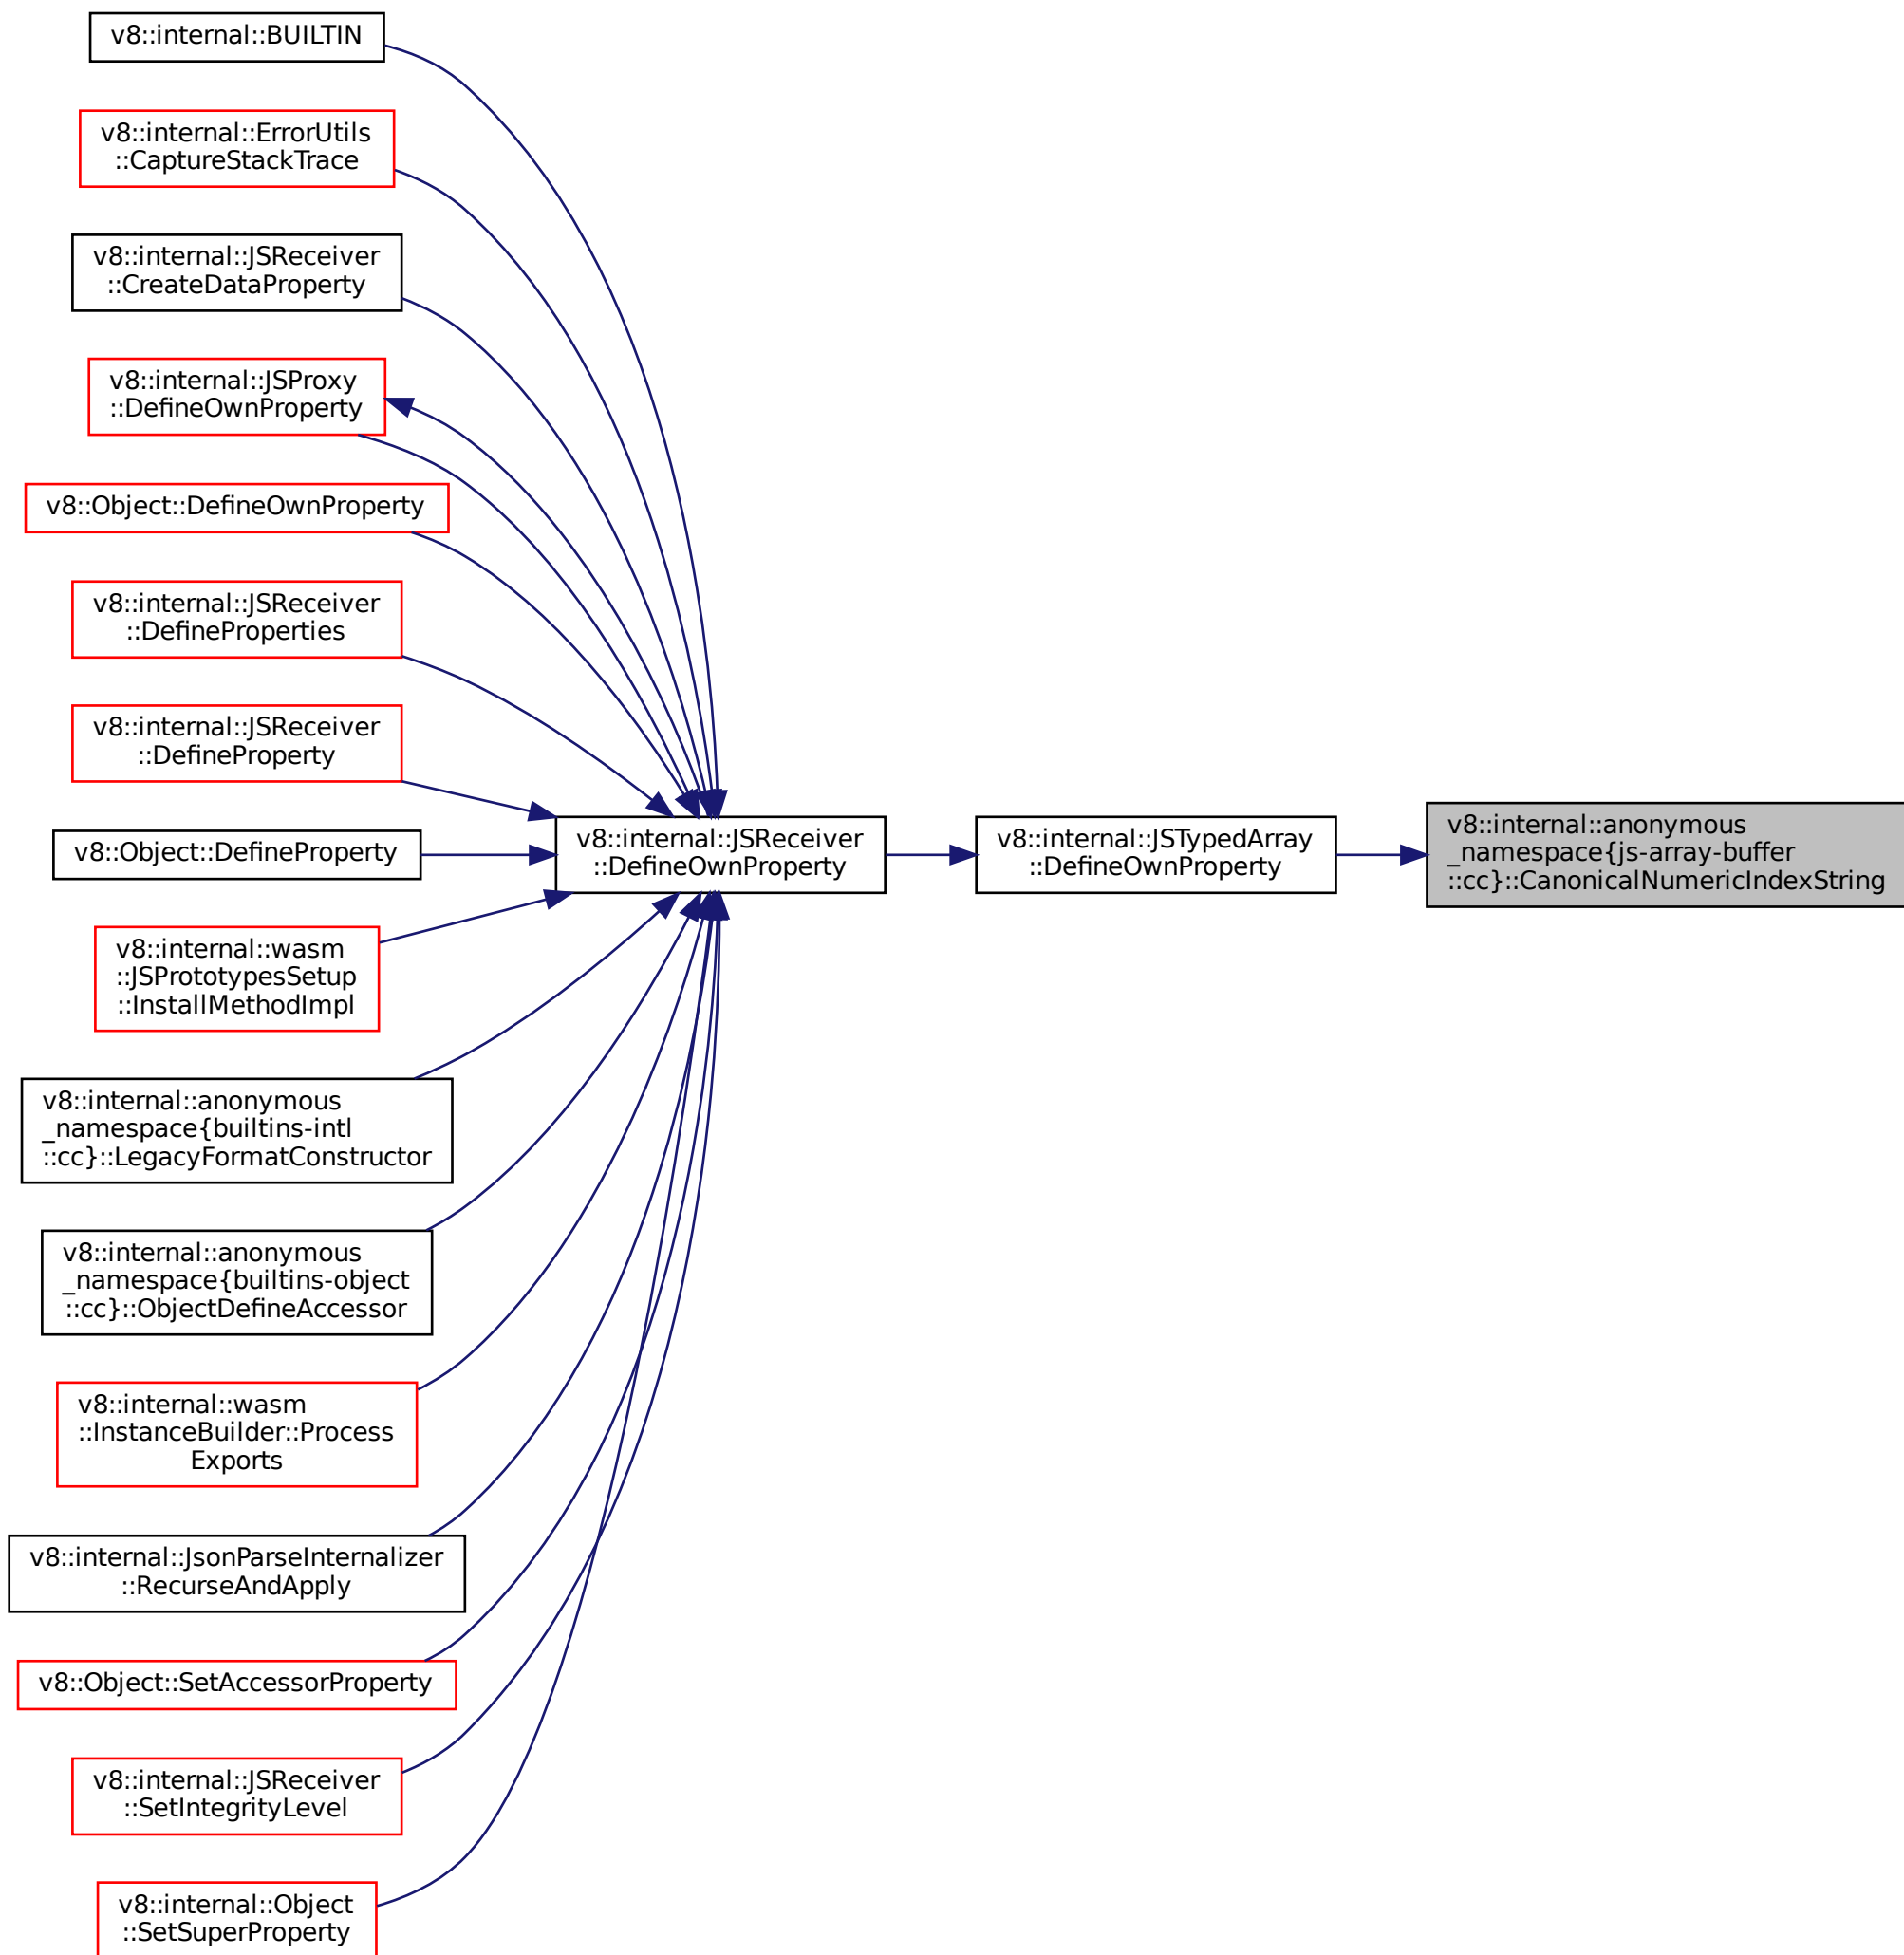 v8::internal::BUILTIN
v8::internal::ErrorUtils
::CaptureStackTrace
v8::internal::JSReceiver
::CreateDataProperty
v8::internal::JSProxy
::DefineOwnProperty
v8::Object::DefineOwnProperty
v8::internal::JSReceiver
::DefineProperties
v8::internal::JSReceiver
::DefineProperty
v8::Object::DefineProperty
v8::internal::wasm
::JSPrototypesSetup
::InstallMethodImpl
v8::internal::anonymous
_namespace{builtins-intl
::cc}::LegacyFormatConstructor
v8::internal::anonymous
_namespace{builtins-object
::cc}::ObjectDefineAccessor
v8::internal::wasm
::InstanceBuilder::Process
Exports
v8::internal::JsonParseInternalizer
::RecurseAndApply
v8::Object::SetAccessorProperty
v8::internal::JSReceiver
::SetIntegrityLevel
v8::internal::Object
::SetSuperProperty
v8::internal::JSReceiver
::DefineOwnProperty
v8::internal::JSTypedArray
::DefineOwnProperty
v8::internal::anonymous
_namespace{js-array-buffer
::cc}::CanonicalNumericIndexString